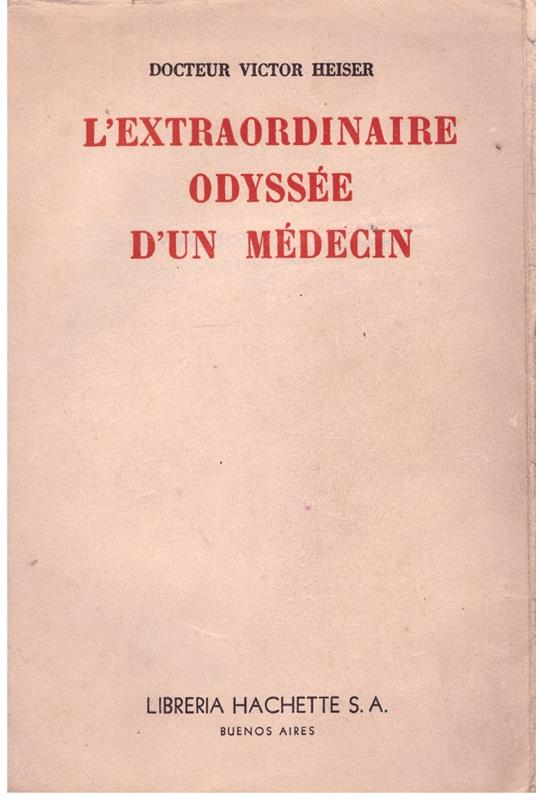 DOCTEUR VICTOR HEISER
L'EXTRAORDINAIRE
ODYSSÉE
D'UN MÉDECIN
LIBRERIA HACHETTE S. A.
BUENOS AIRES